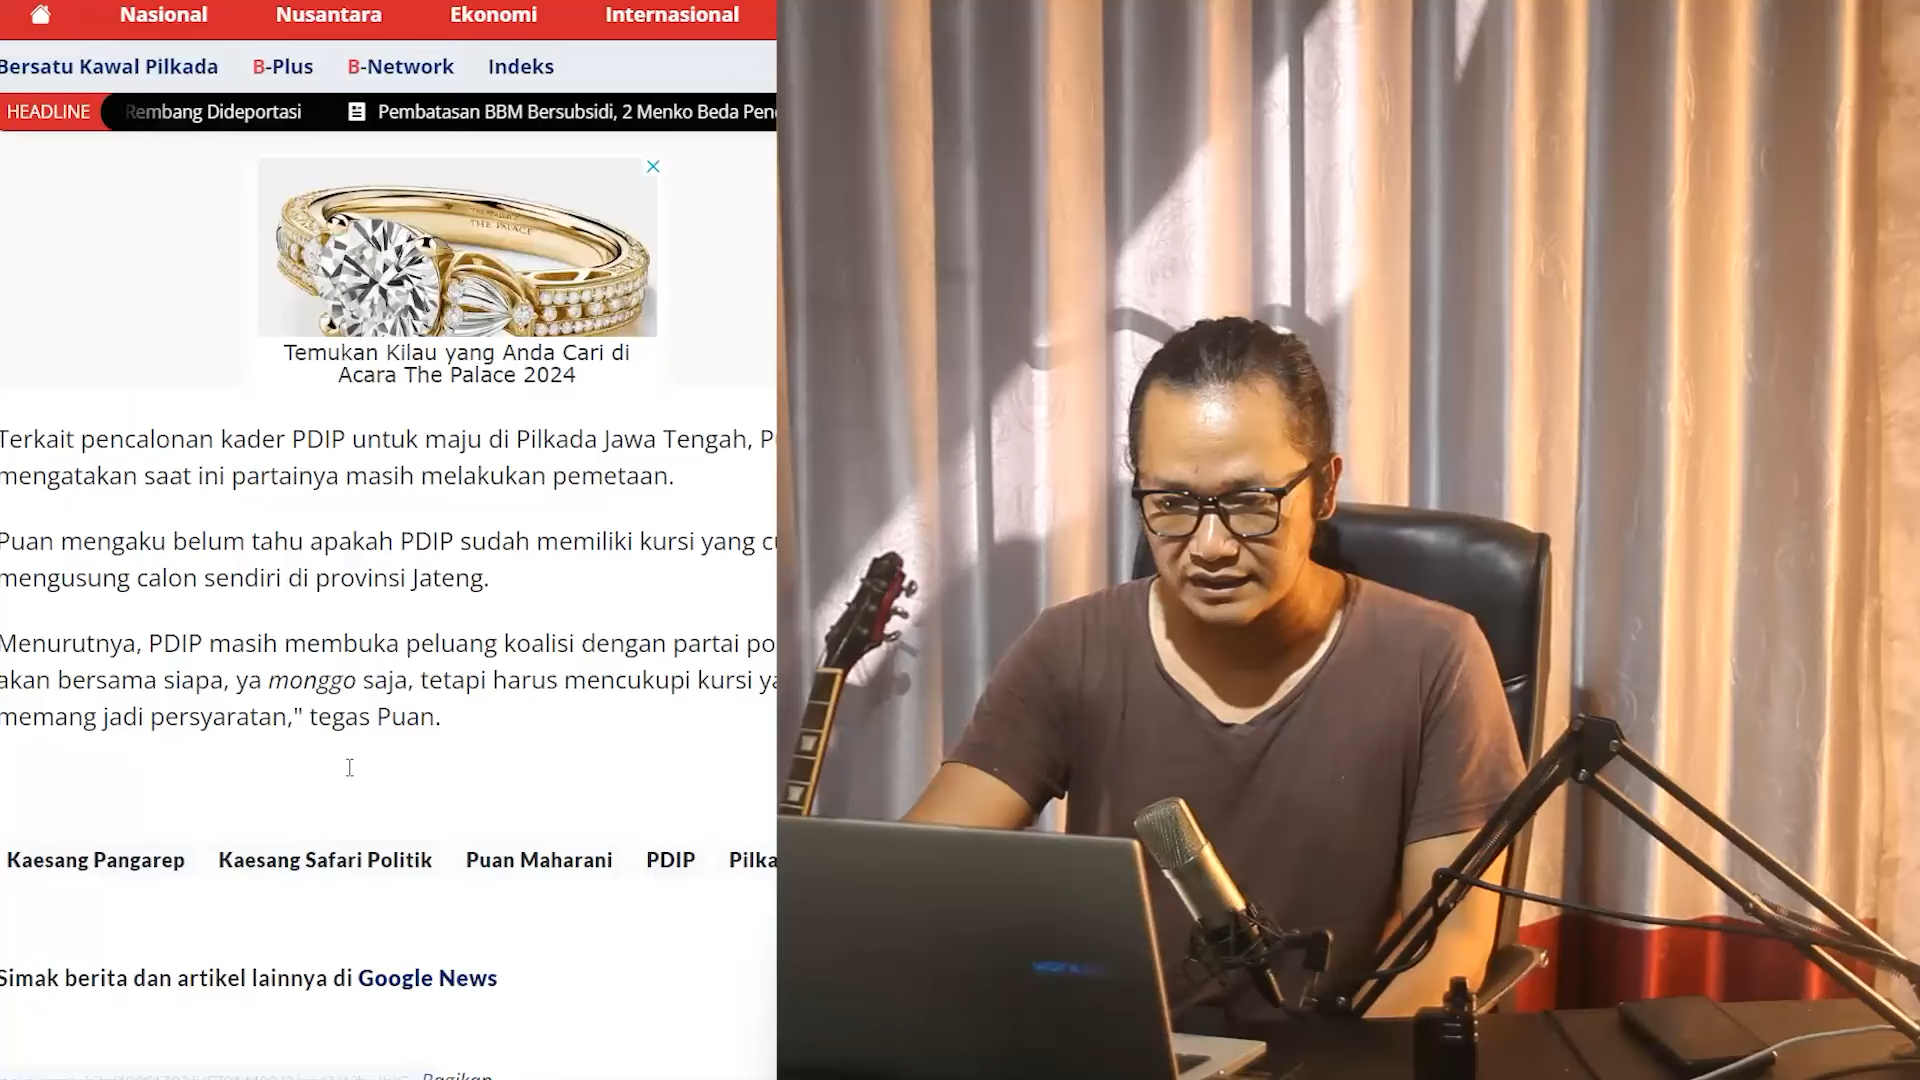 Nasional Nusantara Ekonomi Internasional
Bersatu Kawal Pilkada B-Plus B-Network Indeks
HEADLINE Rembang Dideportasi Pembatasan BBM Bersubsidi, 2 Menko Beda Pen
THE PALACE
Temukan Kilau yang Anda Cari di
Acara The Palace 2024
Terkait pencalonan kader PDIP untuk maju di Pilkada Jawa Tengah, P
mengatakan saat ini partainya masih melakukan pemetaan.
Puan mengaku belum tahu apakah PDIP sudah memiliki kursi yang c
mengusung calon sendiri di provinsi Jateng.
Menurutnya, PDIP masih membuka peluang koalisi dengan partai po
akan bersama siapa, ya monggo saja, tetapi harus mencukupi kursi ya
memang jadi persyaratan," tegas Puan.
Kaesang Pangarep Kaesang Safari Politik Puan Maharani PDIP Pilka
Simak berita dan artikel lainnya di Google News
Bagikan